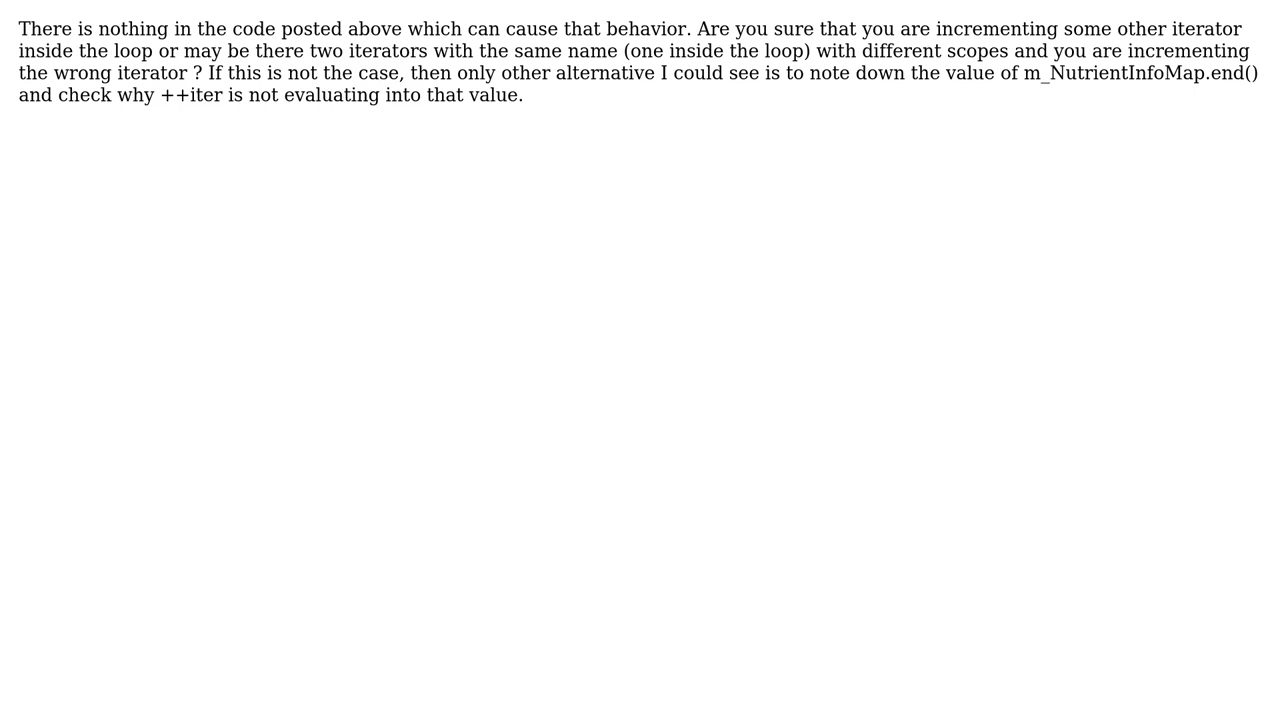 There is nothing in the code posted above which can cause that behavior. Are you sure that you are incrementing some other iterator
inside the loop or may be there two iterators with the same name (one inside the loop) with different scopes and you are incrementing
the wrong iterator ? If this is not the case, then only other alternative I could see is to note down the value of m_NutrientInfoMap.end()
and check why ++iter is not evaluating into that value.